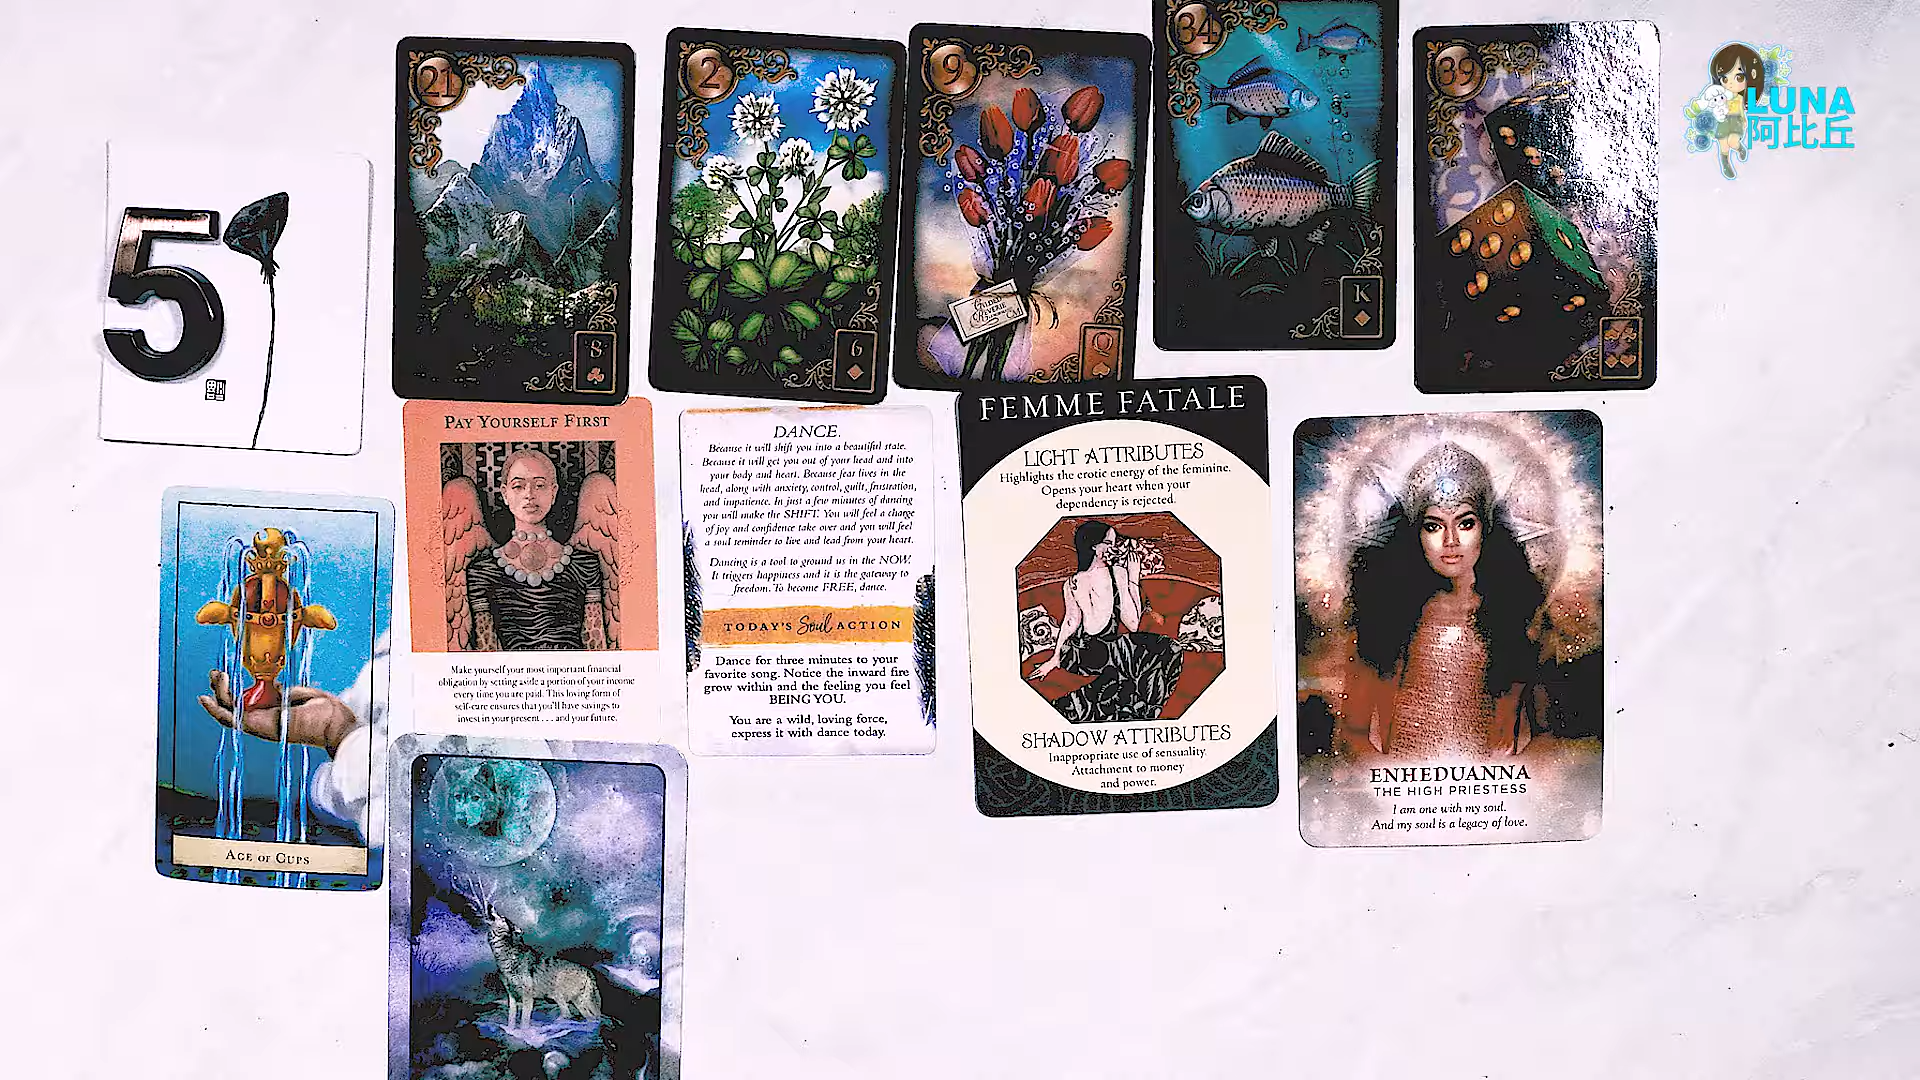 LUNA
阿比丘
5
21
8
2
6
9
GILDED
REVERIE
Q
34
K
39
PAY YOURSELF FIRST
Make yourself your most important financial
obligation by setting aside a portion of your income
every time you are paid. This loving form of
self-care ensures that you'll have savings to
invest in your present . . . and your future.
DANCE.
Because it will shift you into a beautiful state.
Because it will get you out of your head and into
your body and heart. Because fear lives in the
head, along with anxiety, control, guilt, frustration,
and impatience. In just a few minutes of dancing
you will make the SHIFT. You will feel a charge
of joy and confidence take over and you will feel
a soul reminder to live and lead from your heart.
Dancing is a tool to ground us in the NOW.
It triggers happiness and it is the gateway to
freedom. To become FREE, dance.
TODAY'S Soul ACTION
Dance for three minutes to your
favorite song. Notice the inward fire
grow within and the feeling you feel
BEING YOU.
You are a wild, loving force,
express it with dance today.
FEMME FATALE
LIGHT ATTRIBUTES
Highlights the erotic energy of the feminine.
Opens your heart when your
dependency is rejected.
SHADOW ATTRIBUTES
Inappropriate use of sensuality.
Attachment to money
and power.
ENHEDUANNA
THE HIGH PRIESTESS
I am one with my soul.
And my soul is a legacy of love.
ACE OF CUPS